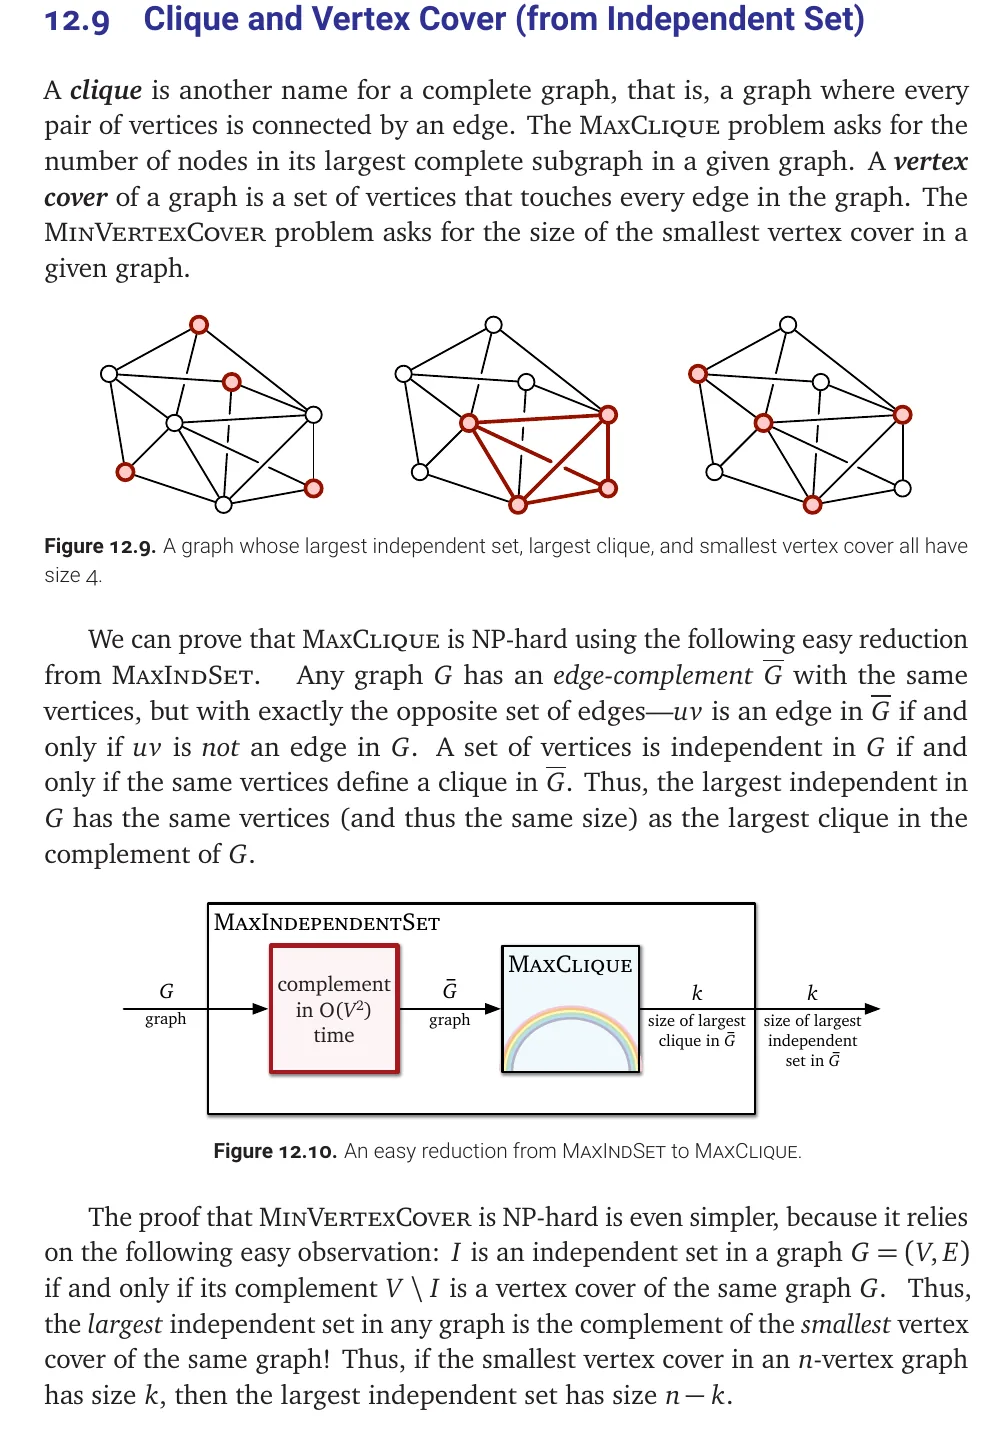 12.9 Clique and Vertex Cover (from Independent Set)
A clique is another name for a complete graph, that is, a graph where every
pair of vertices is connected by an edge. The MaxClique problem asks for the
number of nodes in its largest complete subgraph in a given graph. A vertex
cover of a graph is a set of vertices that touches every edge in the graph. The
MinVertexCover problem asks for the size of the smallest vertex cover in a
given graph.
Figure 12.9. A graph whose largest independent set, largest clique, and smallest vertex cover all have
size 4.
We can prove that MaxClique is NP-hard using the following easy reduction
from MaxIndSet. Any graph G has an edge-complement G̅ with the same
vertices, but with exactly the opposite set of edges—uv is an edge in G̅ if and
only if uv is not an edge in G. A set of vertices is independent in G if and
only if the same vertices define a clique in G̅. Thus, the largest independent in
G has the same vertices (and thus the same size) as the largest clique in the
complement of G.
MaxIndependentSet
G
graph
complement
in O(V²)
time
Ḡ
graph
MaxClique
k
size of largest
clique in Ḡ
k
size of largest
independent
set in Ḡ
Figure 12.10. An easy reduction from MaxIndSet to MaxClique.
The proof that MinVertexCover is NP-hard is even simpler, because it relies
on the following easy observation: I is an independent set in a graph G = (V, E)
if and only if its complement V \ I is a vertex cover of the same graph G. Thus,
the largest independent set in any graph is the complement of the smallest vertex
cover of the same graph! Thus, if the smallest vertex cover in an n-vertex graph
has size k, then the largest independent set has size n − k.